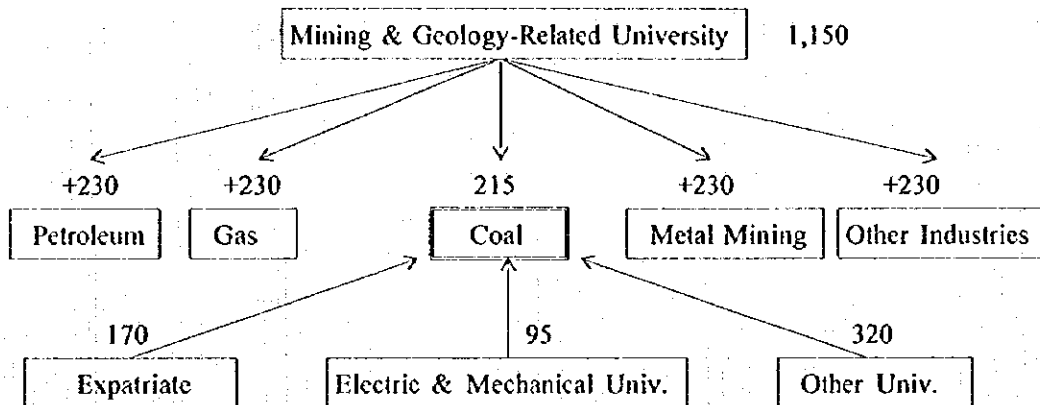 Mining & Geology-Related University 1,150
+230 +230 215 +230 +230
Petroleum Gas Coal Metal Mining Other Industries
170 95 320
Expatriate Electric & Mechanical Univ. Other Univ.